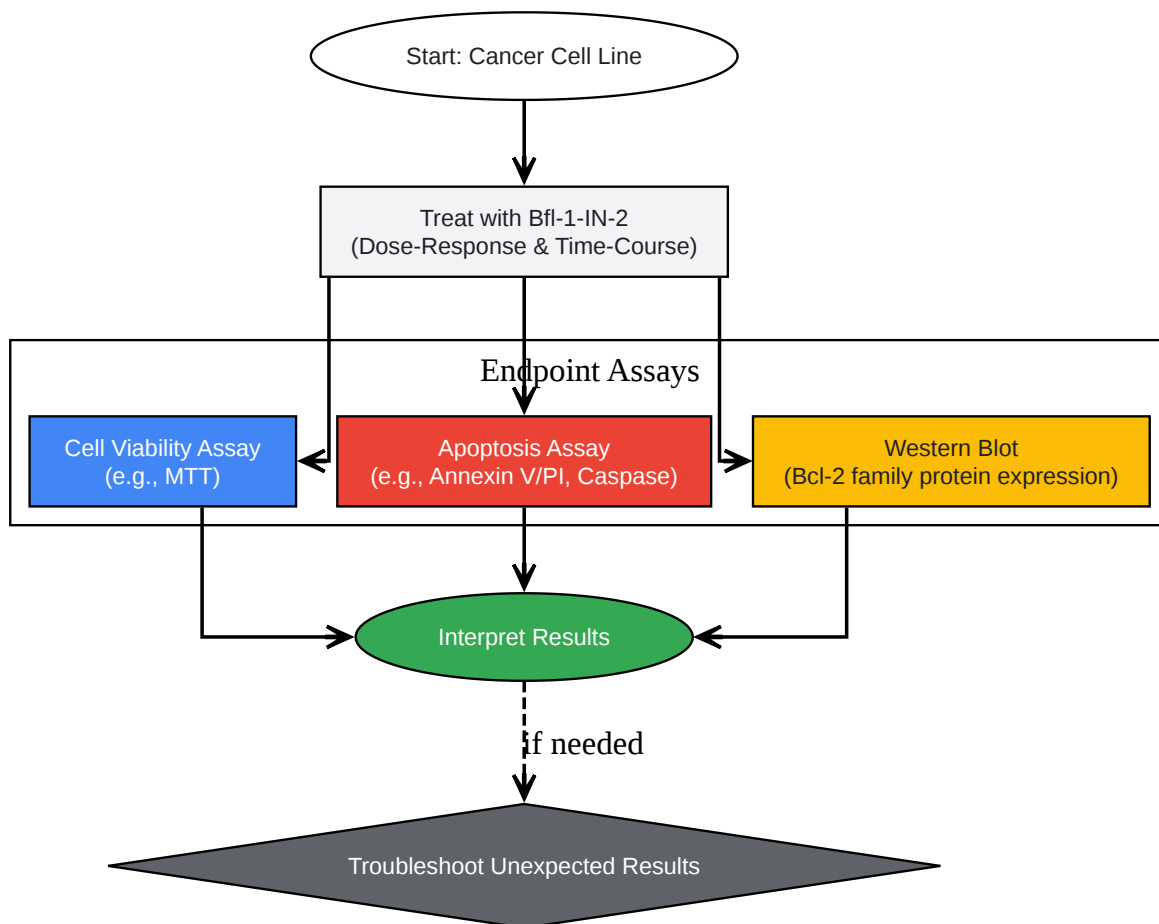 Start: Cancer Cell Line
Treat with Bfl-1-IN-2
(Dose-Response & Time-Course)
Endpoint Assays
Cell Viability Assay
(e.g., MTT)
Apoptosis Assay
(e.g., Annexin V/PI, Caspase)
Western Blot
(Bcl-2 family protein expression)
Interpret Results
if needed
Troubleshoot Unexpected Results